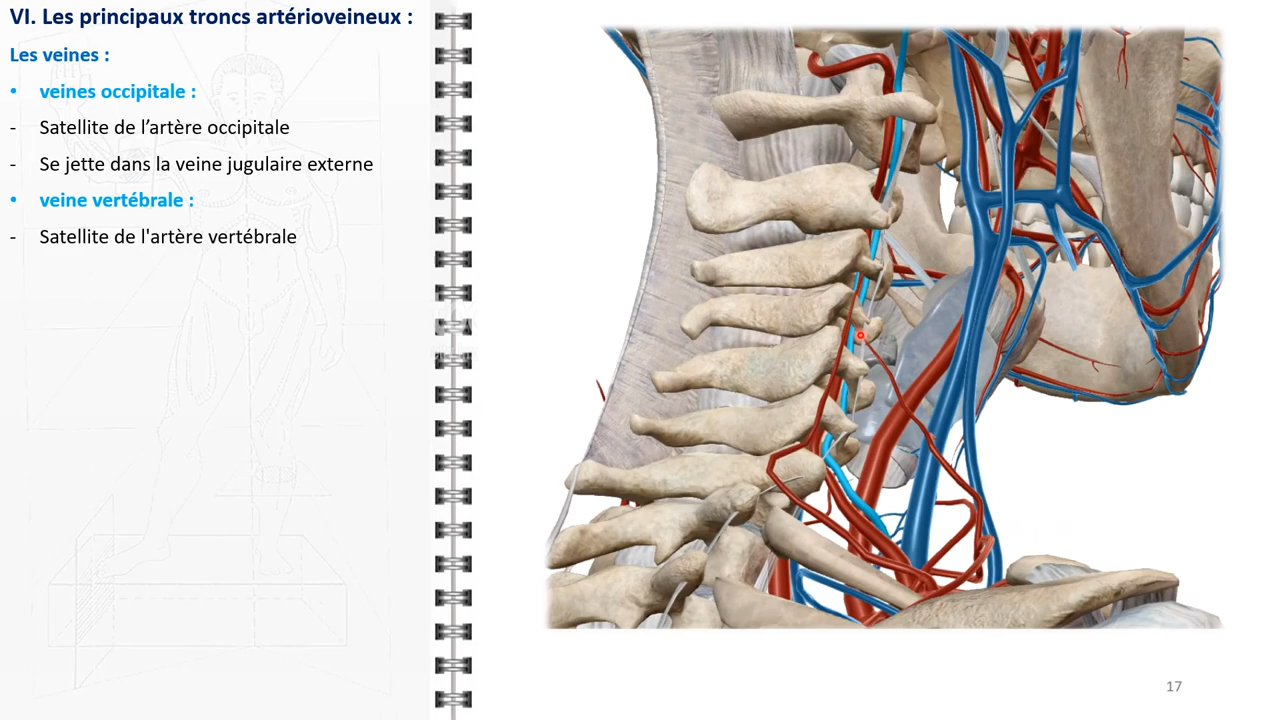 VI. Les principaux troncs artérioveineux :
Les veines :
• veines occipitale :
- Satellite de l’artère occipitale
- Se jette dans la veine jugulaire externe
• veine vertébrale :
- Satellite de l'artère vertébrale
17